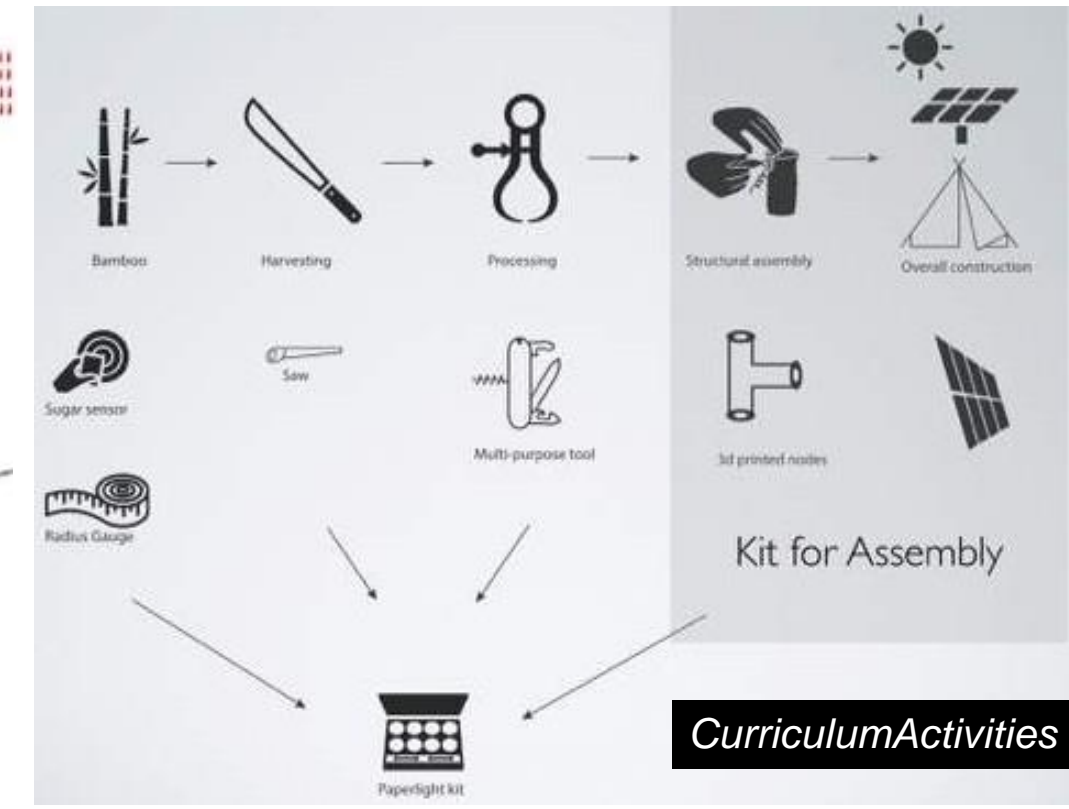 Bamboo
Harvesting
Processing
Structural assembly
Overall construction
Sugar sensor
Saw
Multi-purpose tool
3d printed nodes
Radius Gauge
Kit for Assembly
Paperlight kit
CurriculumActivities